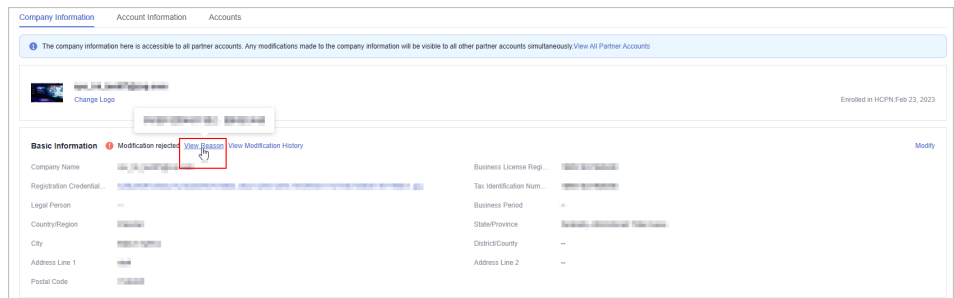 Company Information Account Information Accounts
The company information here is accessible to all partner accounts. Any modifications made to the company information will be visible to all other partner accounts simultaneously.View All Partner Accounts
Change Logo
Enrolled in HCPN:Feb 23, 2023
Basic Information Modification rejected View Reason View Modification History Modify
Company Name Business License Regi...
Registration Credential... Tax Identification Num...
Legal Person -- Business Period --
Country/Region State/Province
City District/County --
Address Line 1 Address Line 2 --
Postal Code